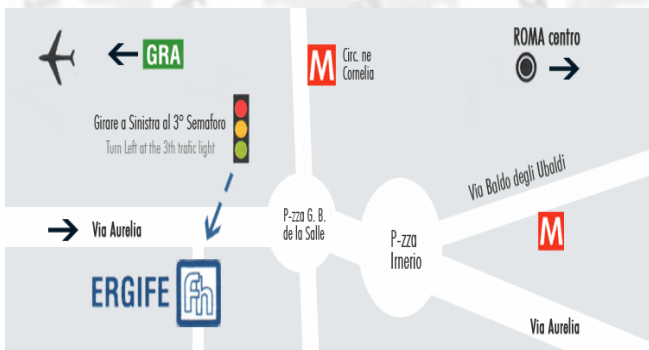 GRA
M
Circ. ne
Cornelia
ROMA centro
Girare a Sinistra al 3° Semaforo
Turn Left at the 3th trafic light
Via Baldo degli Ubaldi
P-zza G. B.
de la Salle
Via Aurelia
P-zza
Irnerio
M
ERGIFE fh
Via Aurelia